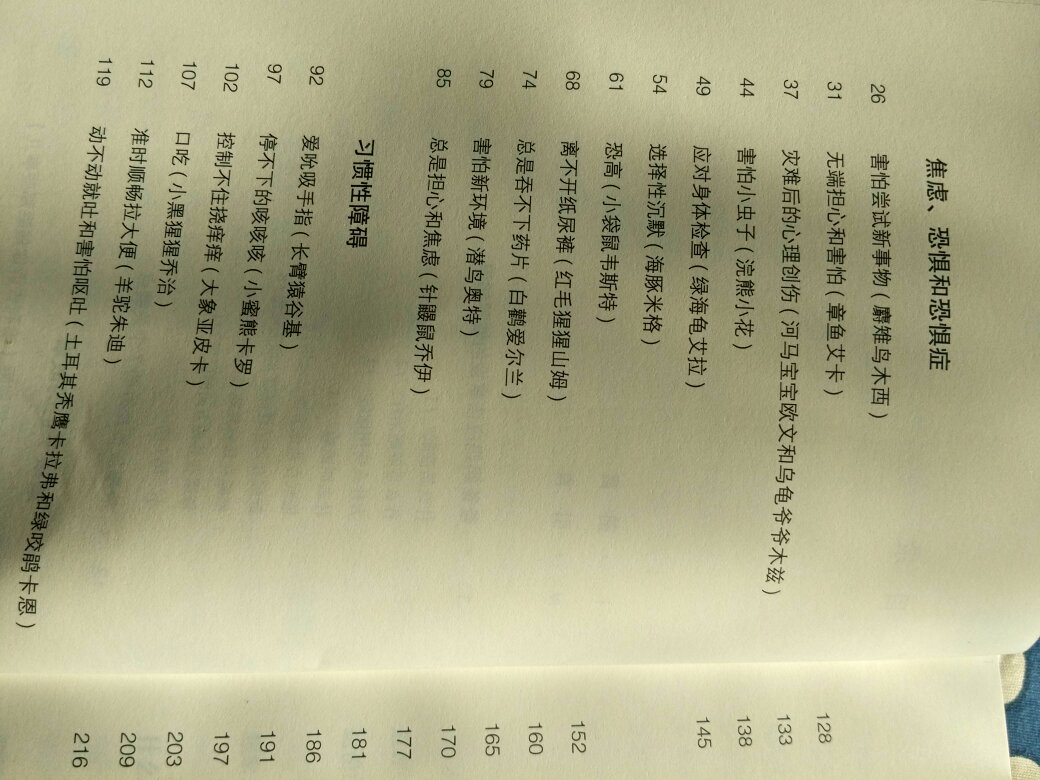 焦虑、恐惧和恐惧症
26 害怕尝试新事物（麝雉鸟木西）
31 无端担心和害怕（章鱼艾卡）
37 灾难后的心理创伤（河马宝宝欧文和乌龟爷爷木兹）
44 害怕小虫子（浣熊小花）
49 应对身体检查（绿海龟艾拉）
54 选择性沉默（海豚米格）
61 恐高（小袋鼠韦斯特）
68 离不开纸尿裤（红毛猩猩山姆）
74 总是吞不下药片（白鹤爱尔兰）
79 害怕新环境（潜鸟奥特）
85 总是担心和焦虑（针鼹鼠乔伊）
习惯性障碍
92 爱吮吸手指（长臂猿谷基）
97 停不下的咳咳咳（小蜜熊卡罗）
102 控制不住挠痒痒（大象亚皮卡）
107 口吃（小黑猩猩乔治）
112 准时顺畅拉大便（羊驼朱迪）
119 动不动就吐和害怕呕吐（土耳其秃鹰卡拉弗和绿咬鹃卡恩）
128
133
138
145
152
160
165
170
177
181
186
191
197
203
209
216